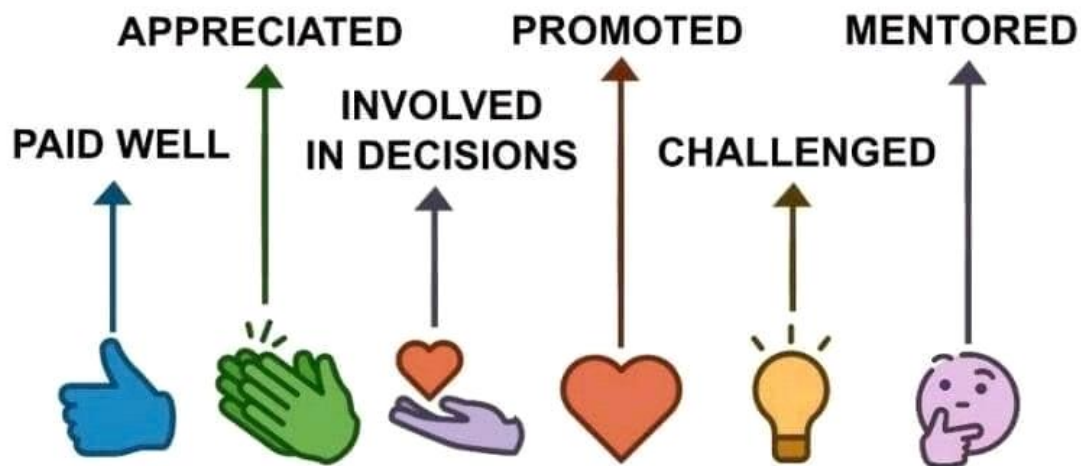 PAID WELL
APPRECIATED
INVOLVED
IN DECISIONS
PROMOTED
CHALLENGED
MENTORED